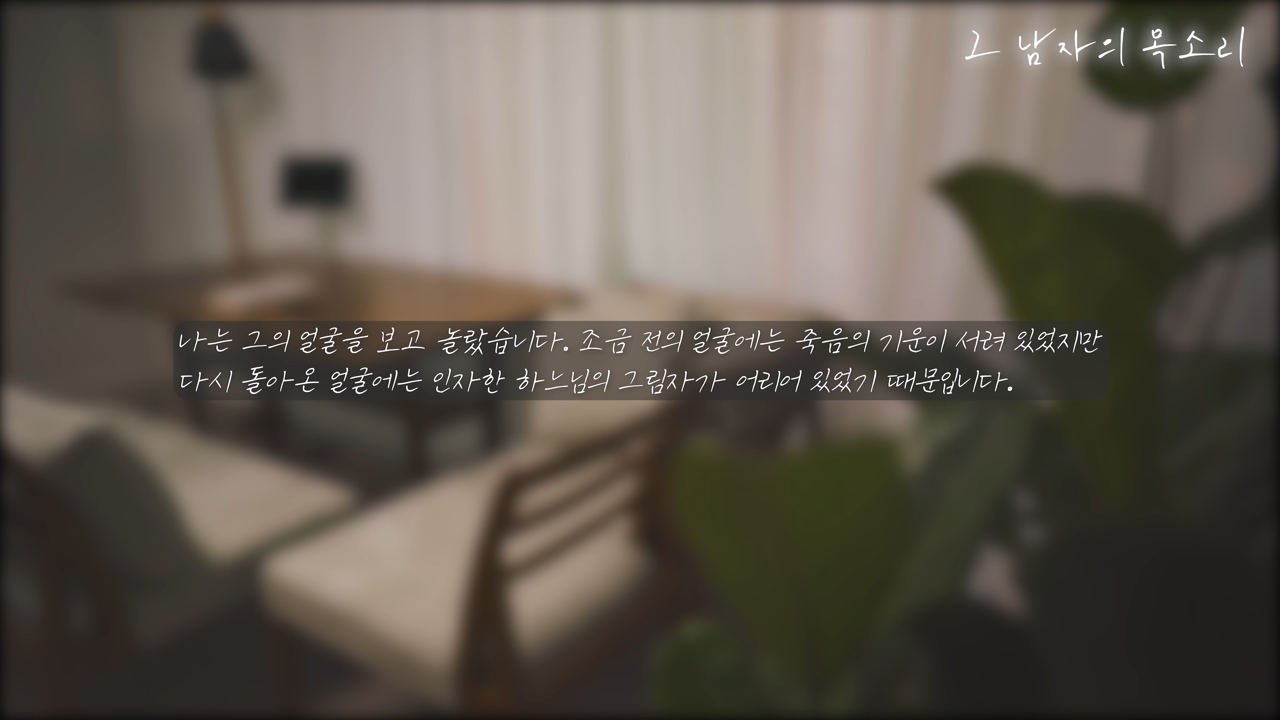 그 남자의 목소리
나는 그의 얼굴을 보고 놀랐습니다. 조금 전의 얼굴에는 죽음의 기운이 서려 있었지만
다시 돌아온 얼굴에는 인자한 하느님의 그림자가 어리어 있었기 때문입니다.